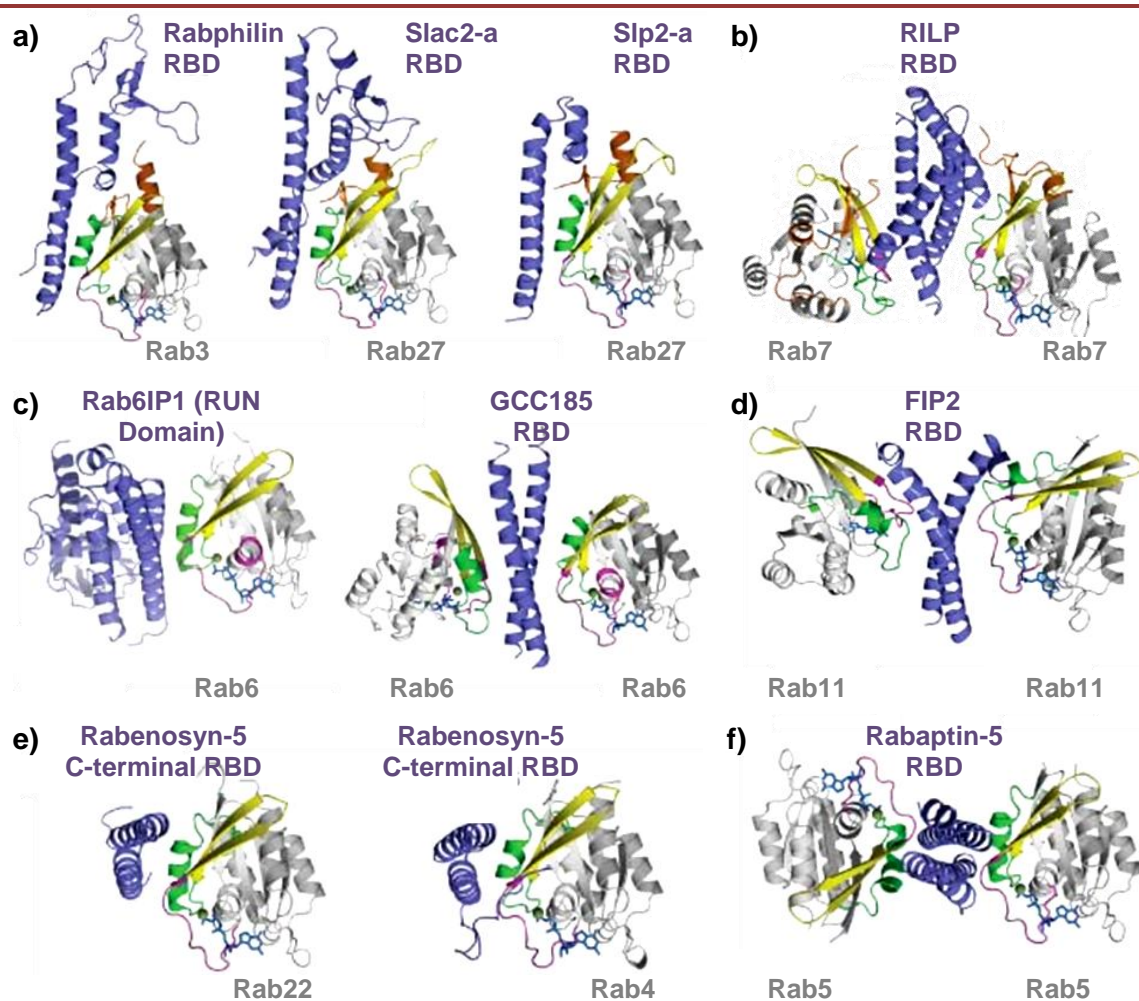 a)
Rabphilin
RBD
Slac2-a
RBD
Slp2-a
RBD
b)
RILP
RBD
Rab3
Rab27
Rab27
Rab7
Rab7
c)
Rab6IP1 (RUN
Domain)
GCC185
RBD
d)
FIP2
RBD
Rab6
Rab6
Rab6
Rab11
Rab11
e)
Rabenosyn-5
C-terminal RBD
Rabenosyn-5
C-terminal RBD
f)
Rabaptin-5
RBD
Rab22
Rab4
Rab5
Rab5